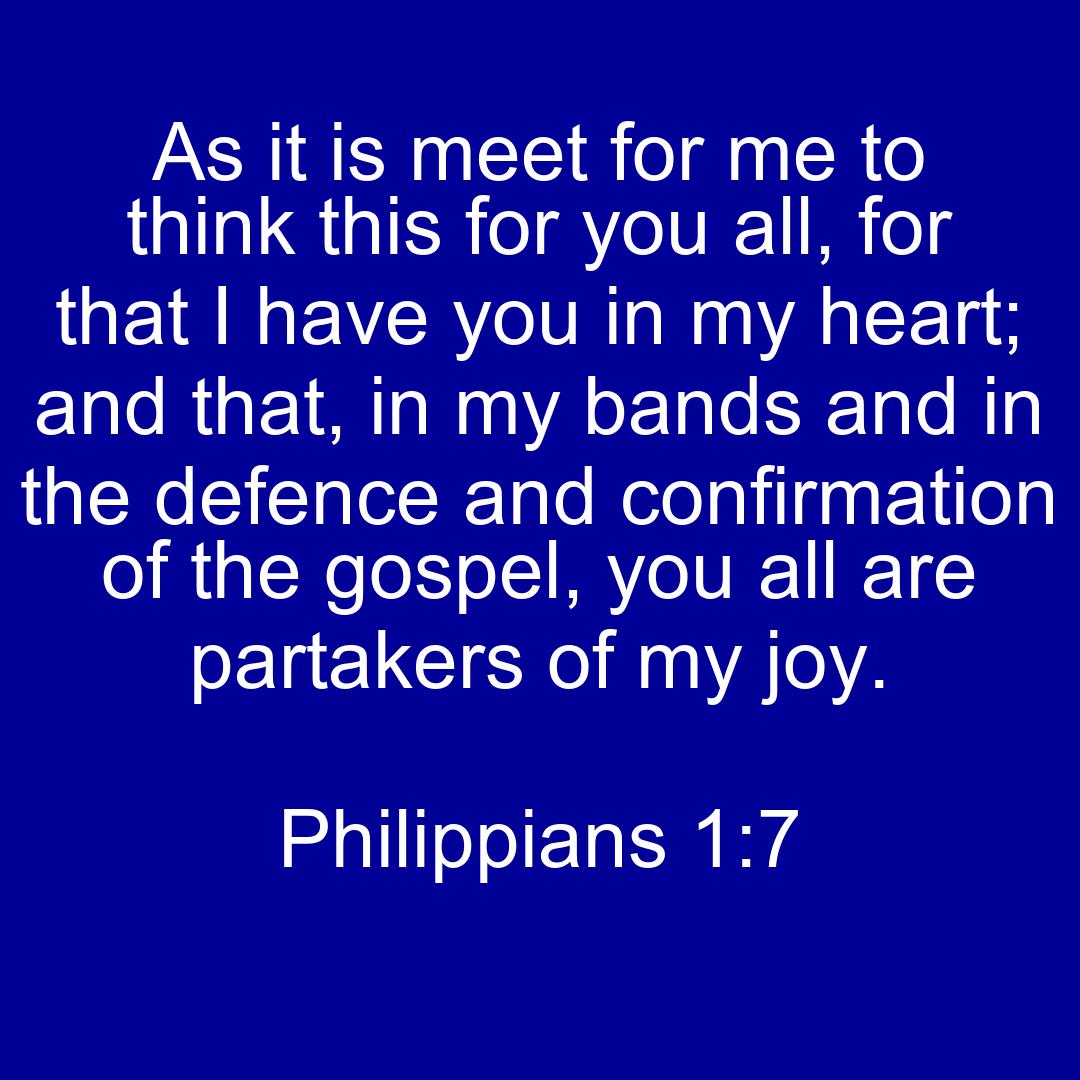 As it is meet for me to
think this for you all, for
that I have you in my heart;
and that, in my bands and in
the defence and confirmation
of the gospel, you all are
partakers of my joy.
Philippians 1:7